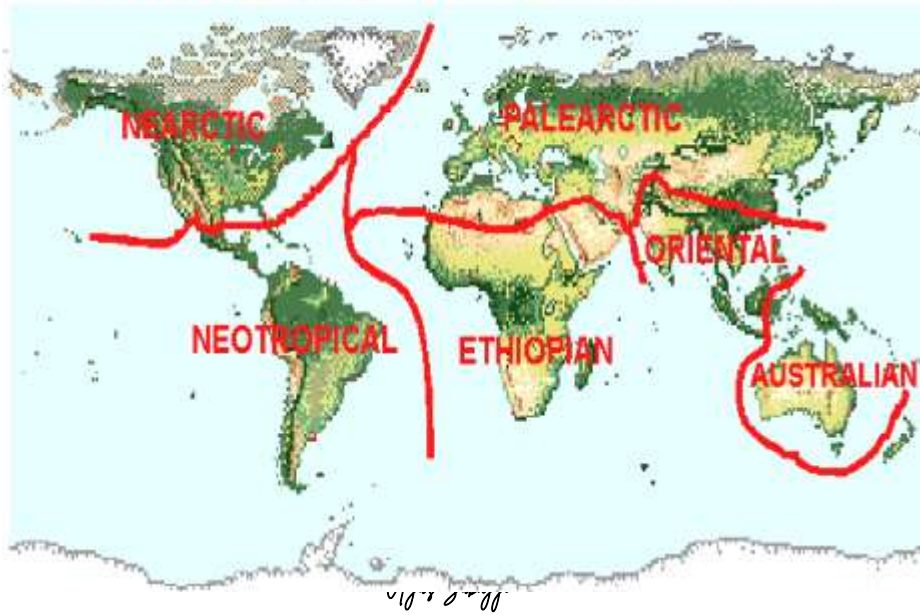 NEARCTIC
PALEARCTIC
ORIENTAL
NEOTROPICAL
ETHIOPIAN
AUSTRALIAN